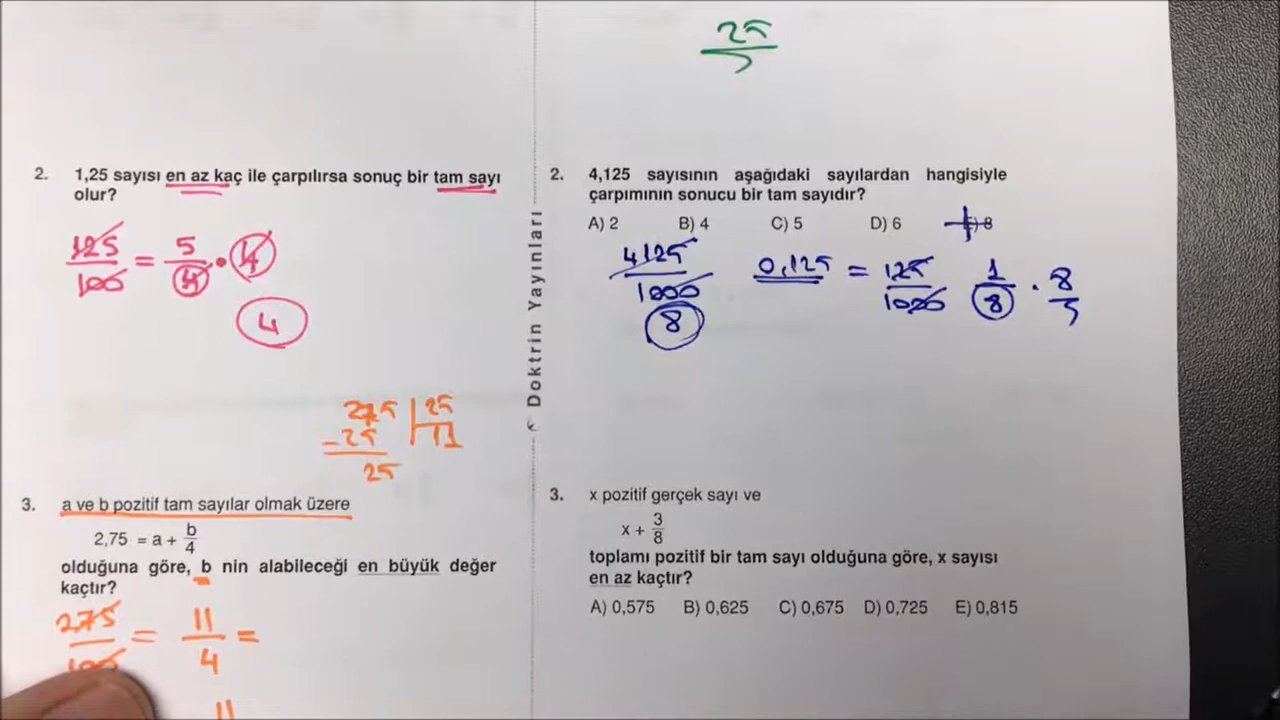 25
5
2. 1,25 sayısı en az kaç ile çarpılırsa sonuç bir tam sayı
olur?
125/100 = 5/4 . 4
4
275 | 25
-25 11
25
3. a ve b pozitif tam sayılar olmak üzere
2,75 = a + b/4
olduğuna göre, b nin alabileceği en büyük değer
kaçtır?
275/100 = 11/4 =
11
Doktrin Yayınları
2. 4,125 sayısının aşağıdaki sayılardan hangisiyle
çarpımının sonucu bir tam sayıdır?
A) 2 B) 4 C) 5 D) 6 E) 8
4125/1000 0,125 = 125/1000 1/8 . 8
8
3. x pozitif gerçek sayı ve
x + 3/8
toplamı pozitif bir tam sayı olduğuna göre, x sayısı
en az kaçtır?
A) 0,575 B) 0,625 C) 0,675 D) 0,725 E) 0,815